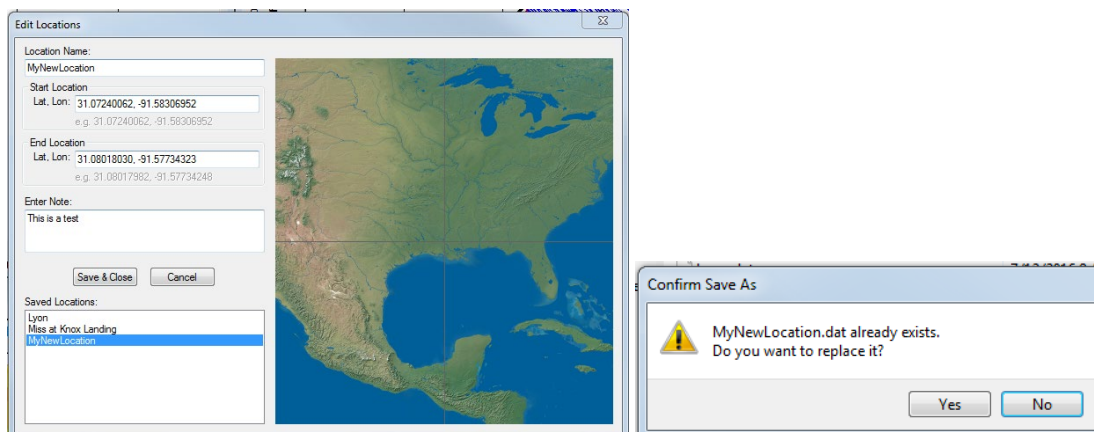 Edit Locations
Location Name:
MyNewLocation
Start Location
Lat, Lon: 31.07240062, -91.58306952
e.g. 31.07240062, -91.58306952
End Location
Lat, Lon: 31.08018030, -91.57734323
e.g. 31.08017982, -91.57734248
Enter Note:
This is a test
Save & Close Cancel
Saved Locations:
Lyon
Miss at Knox Landing
MyNewLocation
Confirm Save As
MyNewLocation.dat already exists.
Do you want to replace it?
Yes No